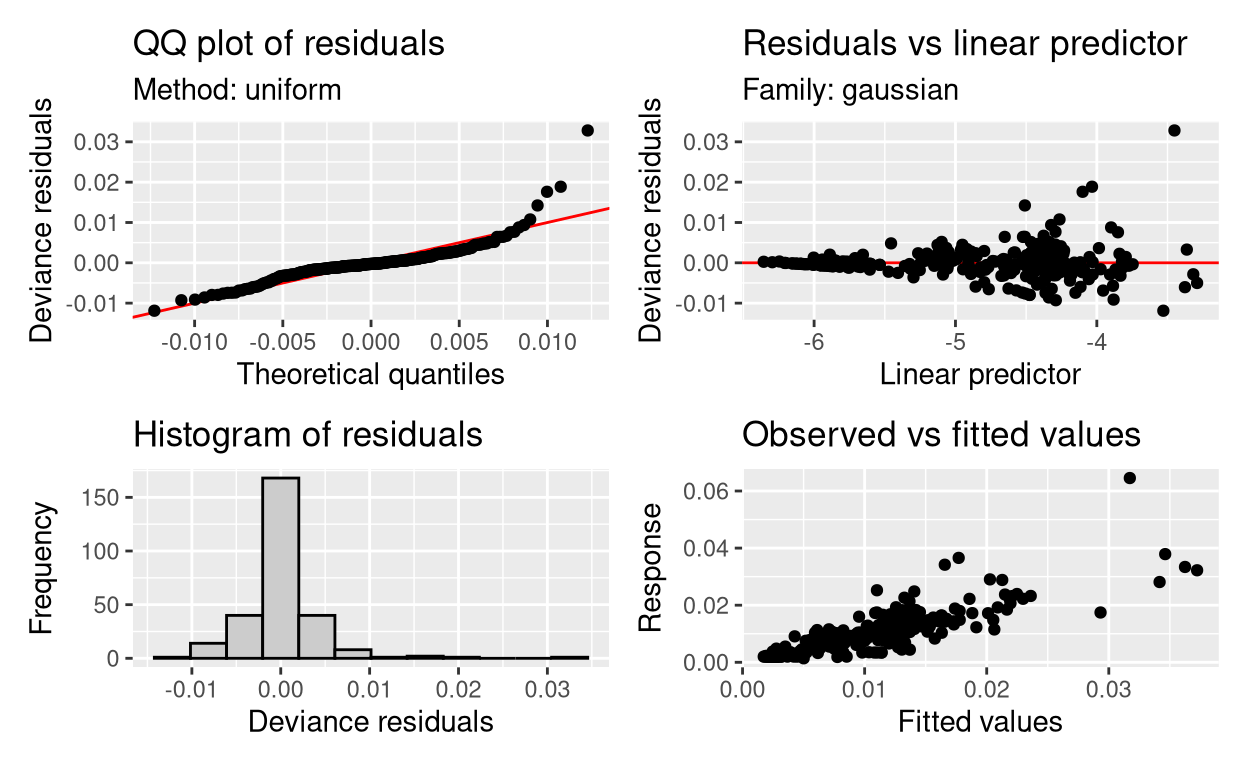 QQ plot of residuals
Method: uniform
Deviance residuals
0.03
0.02
0.01
0.00
-0.01
-0.010
-0.005
0.000
0.005
0.010
Theoretical quantiles
Residuals vs linear predictor
Family: gaussian
Deviance residuals
0.03
0.02
0.01
0.00
-0.01
-6
-5
-4
Linear predictor
Histogram of residuals
Frequency
150
100
50
0
-0.01
0.00
0.01
0.02
0.03
Deviance residuals
Observed vs fitted values
Response
0.06
0.04
0.02
0.00
0.00
0.01
0.02
0.03
Fitted values